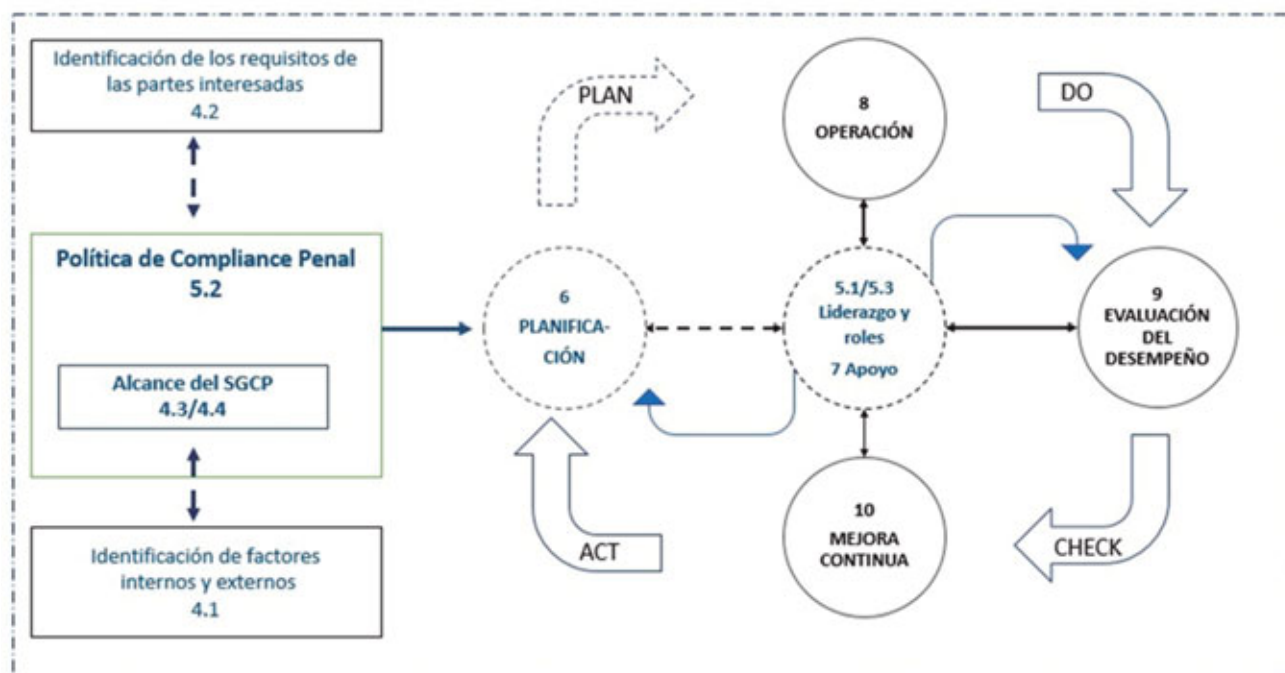 Identificación de los requisitos de
las partes interesadas
4.2
Política de Compliance Penal
5.2
Alcance del SGCP
4.3/4.4
Identificación de factores
internos y externos
4.1
PLAN
6
PLANIFICA-
CIÓN
8
OPERACIÓN
5.1/5.3
Liderazgo y
roles
7 Apoyo
10
MEJORA
CONTINUA
DO
9
EVALUACIÓN
DEL
DESEMPEÑO
CHECK
ACT